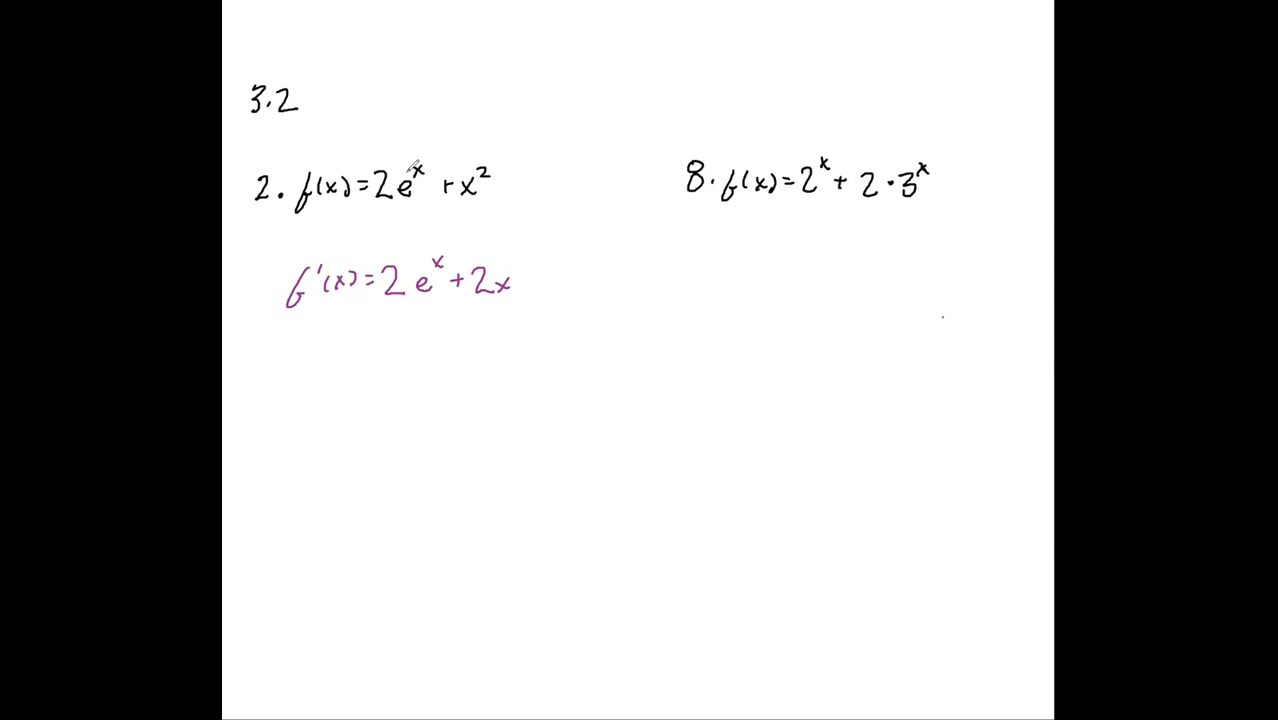 3.2
2. f(x)=2e^x + x^2
8. f(x)=2^x + 2·3^x
f'(x)=2e^x+2x